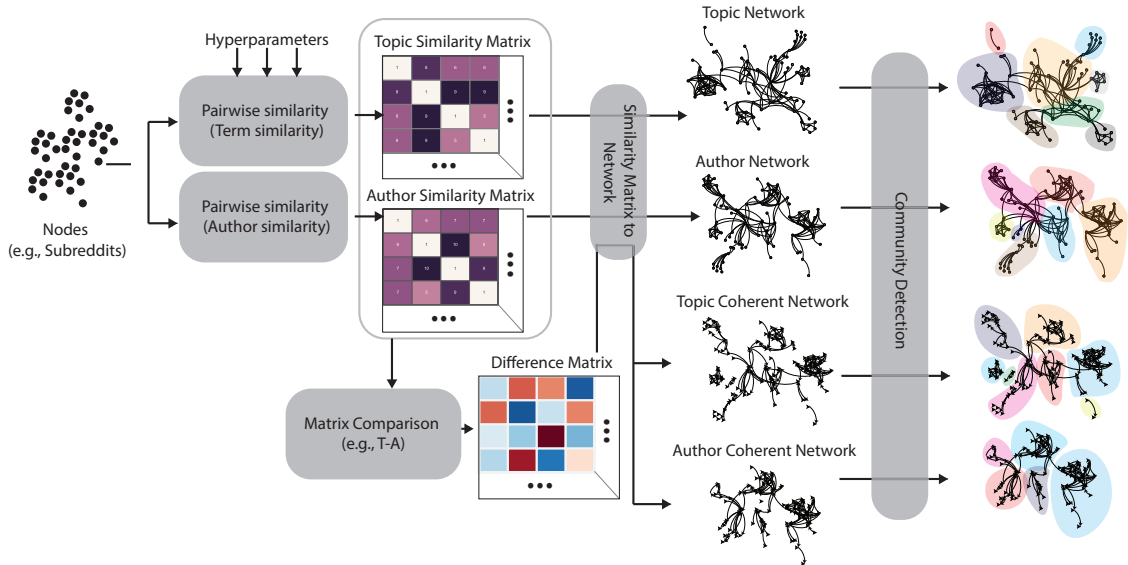 Topic Network
Hyperparameters
Topic Similarity Matrix
Pairwise similarity
(Term similarity)
Similarity Matrix to
Network
Author Network
Author Similarity Matrix
Pairwise similarity
(Author similarity)
Nodes
(e.g., Subreddits)
Community Detection
Topic Coherent Network
Difference Matrix
Matrix Comparison
(e.g., T-A)
Author Coherent Network